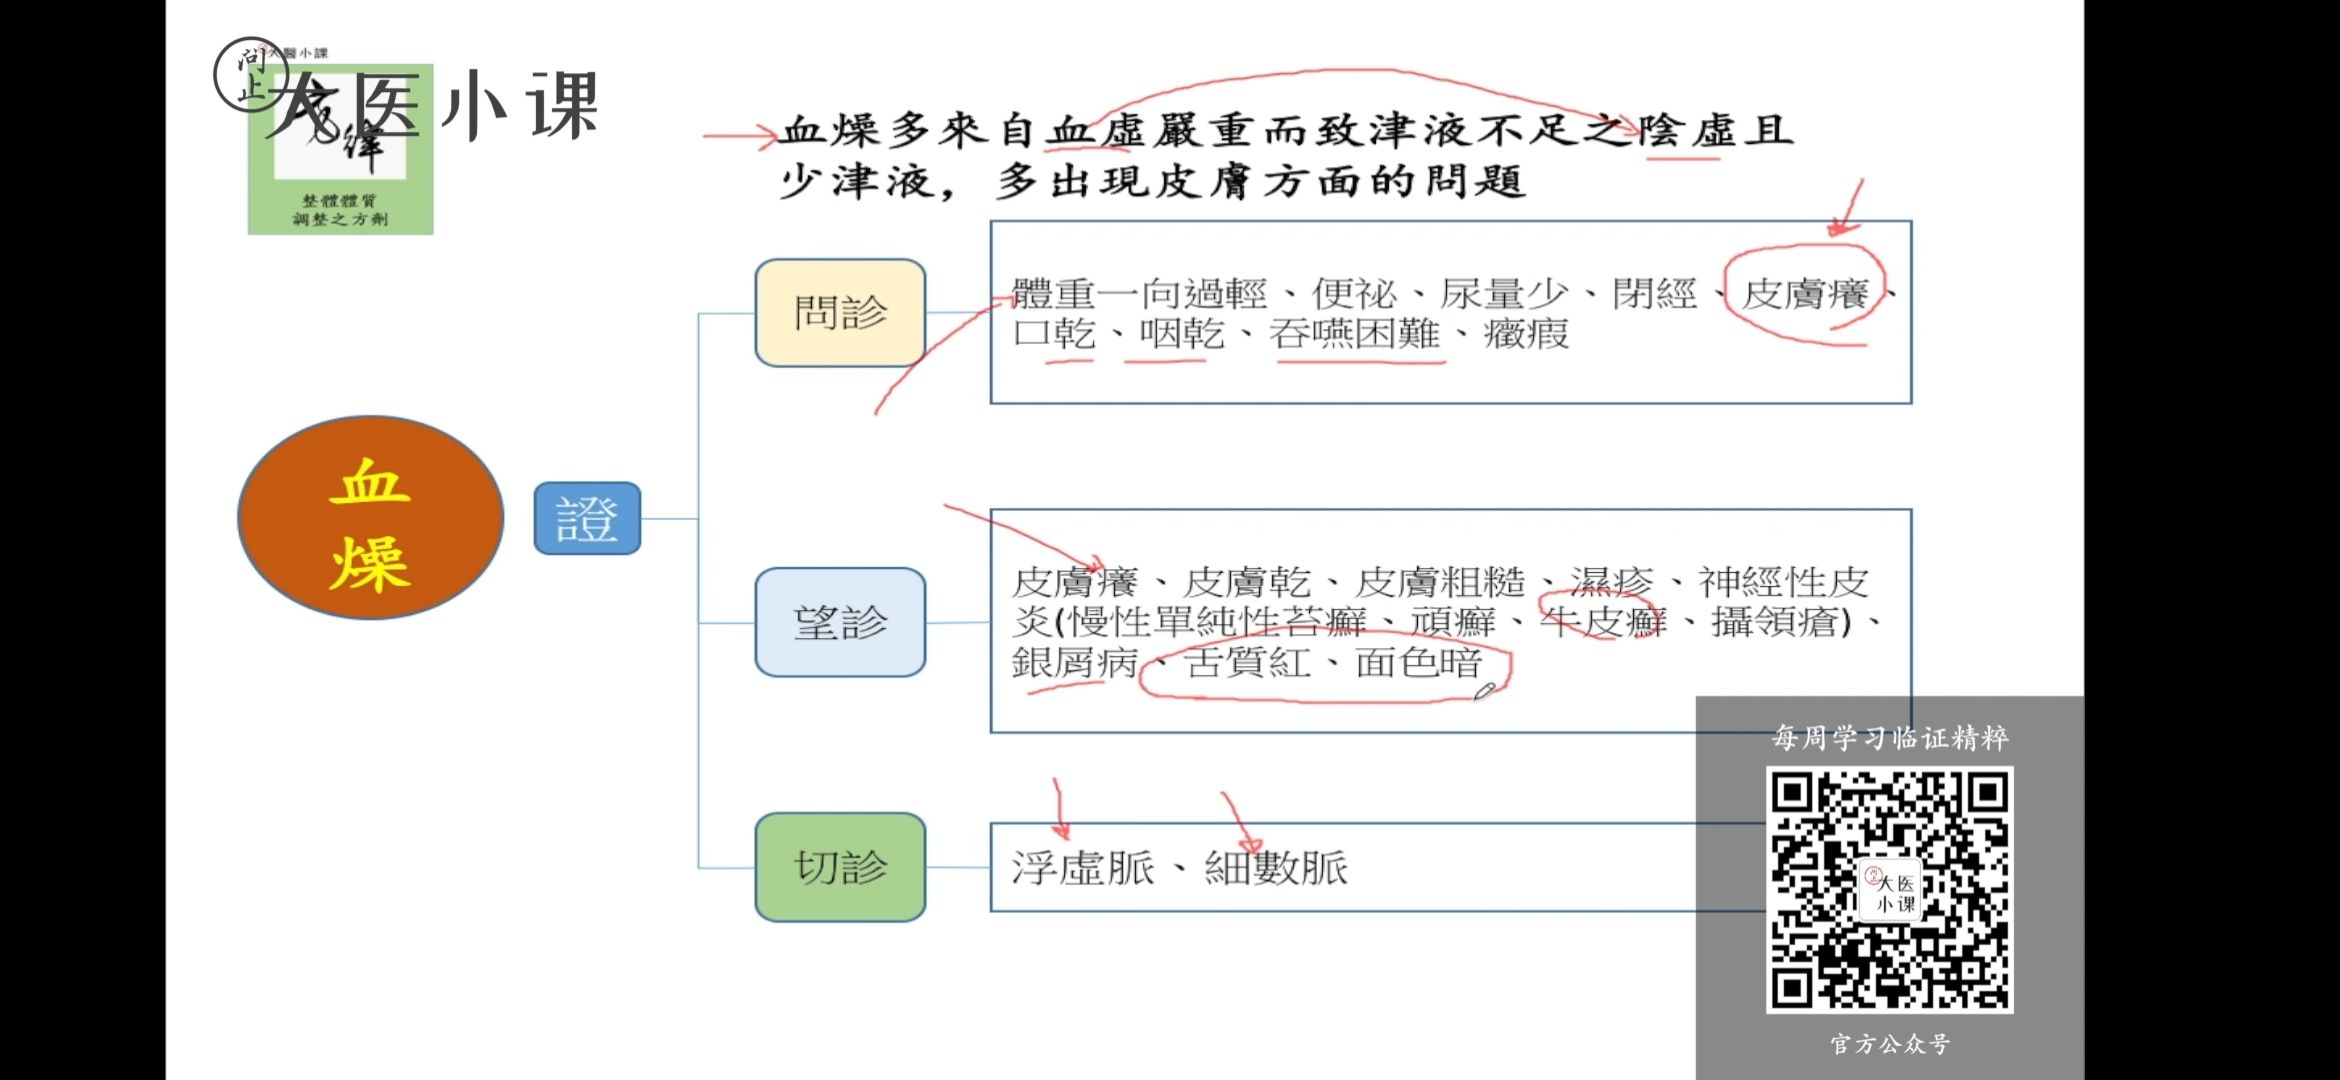 問止
大醫小課
大医小课
整體體質
調整之方劑
血燥多來自血虛嚴重而致津液不足之陰虛且
少津液，多出現皮膚方面的問題
血
燥
證
問診
體重一向過輕、便祕、尿量少、閉經、皮膚癢、
口乾、咽乾、吞嚥困難、癥瘕
望診
皮膚癢、皮膚乾、皮膚粗糙、濕疹、神經性皮
炎(慢性單純性苔癬、頑癬、牛皮癬、攝領瘡)、
銀屑病、舌質紅、面色暗
切診
浮虛脈、細數脈
每周学习临证精粹
大医
小课
官方公众号